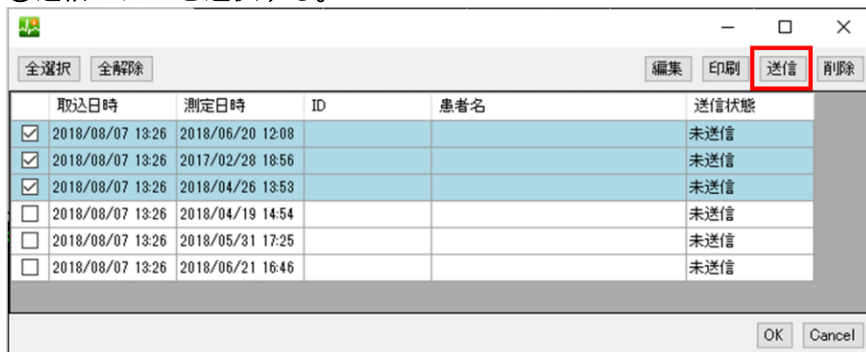 全選択 全解除 編集 印刷 送信 削除
取込日時 測定日時 ID 患者名 送信状態
2018/08/07 13:26 2018/06/20 12:08 未送信
2018/08/07 13:26 2017/02/28 18:56 未送信
2018/08/07 13:26 2018/04/26 13:53 未送信
2018/08/07 13:26 2018/04/19 14:54 未送信
2018/08/07 13:26 2018/05/31 17:25 未送信
2018/08/07 13:26 2018/06/21 16:46 未送信
OK Cancel